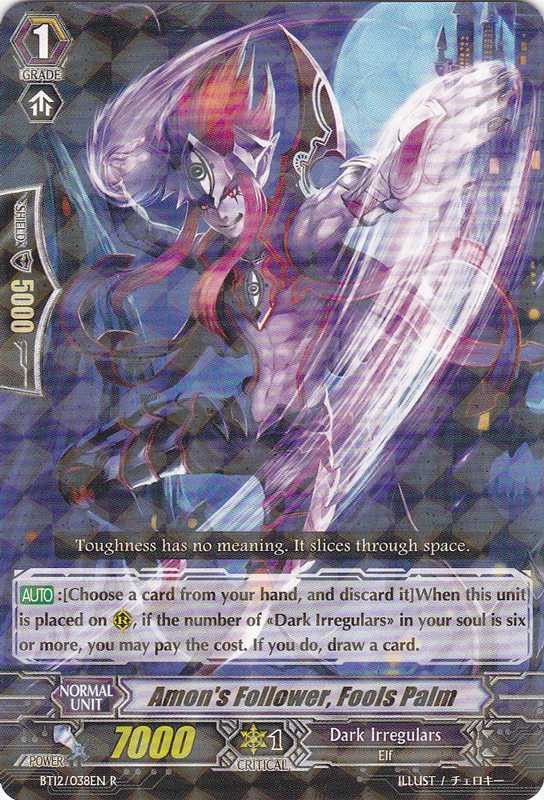 1
GRADE
SHIELD
5000
Toughness has no meaning. It slices through space.
AUTO:[Choose a card from your hand, and discard it]When this unit
is placed on R, if the number of «Dark Irregulars» in your soul is six
or more, you may pay the cost. If you do, draw a card.
NORMAL
UNIT
Amon's Follower, Fools Palm
POWER
7000
1
CRITICAL
Dark Irregulars
Elf
BT12/038EN R
ILLUST / チェロキー